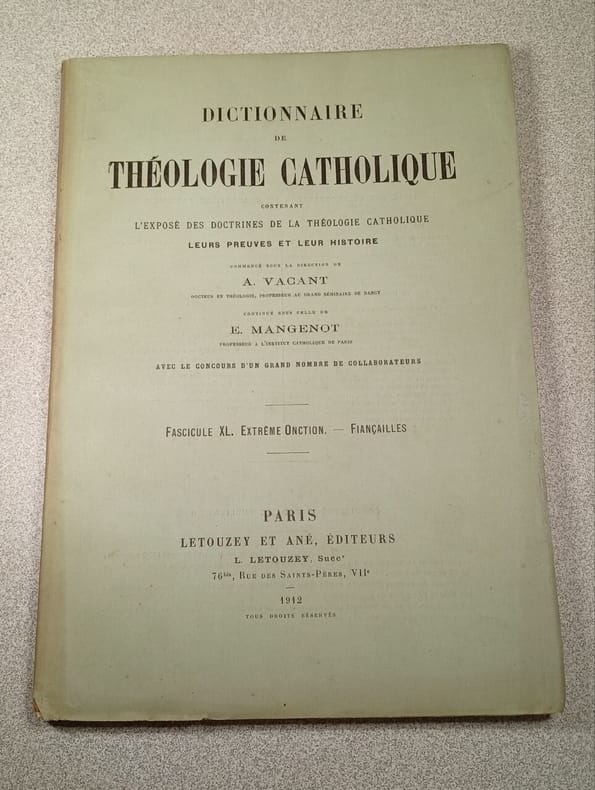 DICTIONNAIRE
DE
THÉOLOGIE CATHOLIQUE
CONTENANT
L'EXPOSÉ DES DOCTRINES DE LA THÉOLOGIE CATHOLIQUE
LEURS PREUVES ET LEUR HISTOIRE
COMMENCÉ SOUS LA DIRECTION DE
A. VACANT
DOCTEUR EN THÉOLOGIE, PROFESSEUR AU GRAND SÉMINAIRE DE NANCY
CONTINUÉ SOUS CELLE DE
E. MANGENOT
PROFESSEUR A L'INSTITUT CATHOLIQUE DE PARIS
AVEC LE CONCOURS D'UN GRAND NOMBRE DE COLLABORATEURS
FASCICULE XL. EXTRÊME ONCTION. — FIANÇAILLES
PARIS
LETOUZEY ET ANÉ, ÉDITEURS
L. LETOUZEY, Succʳ
76ᵇⁱˢ, RUE DES SAINTS-PÈRES, VIIᵉ
1912
TOUS DROITS RÉSERVÉS